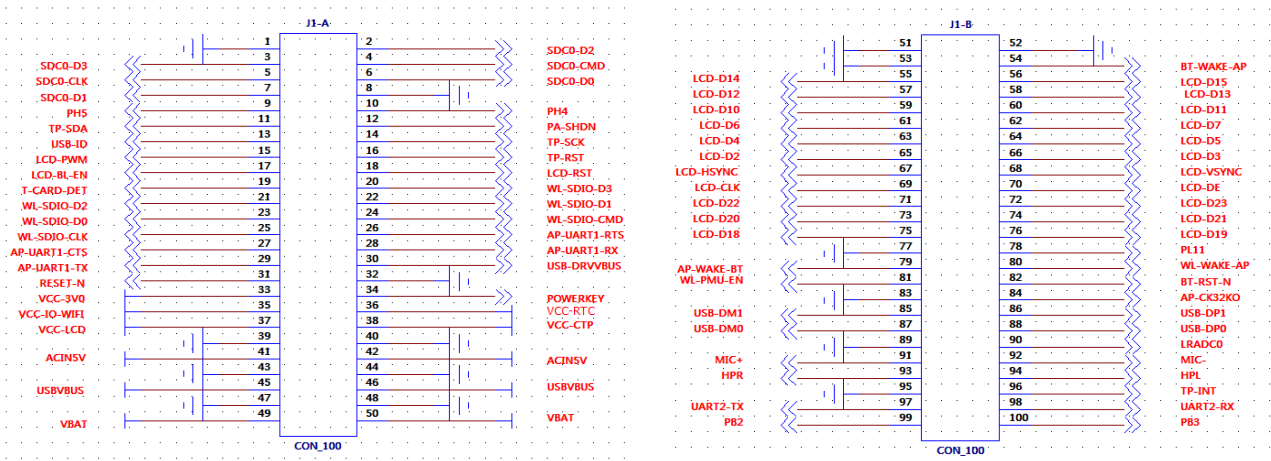 J1-A
1 2
SDC0-D2
3 4
SDC0-D3 SDC0-CMD
5 6
SDC0-CLK SDC0-D0
7 8
SDC0-D1
9 10
PH5 PH4
11 12
TP-SDA PA-SHDN
13 14
USB-ID TP-SCK
15 16
LCD-PWM TP-RST
17 18
LCD-BL-EN LCD-RST
19 20
T-CARD-DET WL-SDIO-D3
21 22
WL-SDIO-D2 WL-SDIO-D1
23 24
WL-SDIO-D0 WL-SDIO-CMD
25 26
WL-SDIO-CLK AP-UART1-RTS
27 28
AP-UART1-CTS AP-UART1-RX
29 30
AP-UART1-TX USB-DRVVBUS
31 32
RESET-N
33 34
VCC-3V0 POWERKEY
35 36
VCC-IO-WIFI VCC-RTC
37 38
VCC-LCD VCC-CTP
39 40
41 42
ACIN5V ACIN5V
43 44
45 46
USBVBUS USBVBUS
47 48
49 50
VBAT VBAT
CON_100
J1-B
51 52
53 54
BT-WAKE-AP
55 56
LCD-D14 LCD-D15
57 58
LCD-D12 LCD-D13
59 60
LCD-D10 LCD-D11
61 62
LCD-D6 LCD-D7
63 64
LCD-D4 LCD-D5
65 66
LCD-D2 LCD-D3
67 68
LCD-HSYNC LCD-VSYNC
69 70
LCD-CLK LCD-DE
71 72
LCD-D22 LCD-D23
73 74
LCD-D20 LCD-D21
75 76
LCD-D18 LCD-D19
77 78
PL11
79 80
AP-WAKE-BT WL-WAKE-AP
81 82
WL-PMU-EN BT-RST-N
83 84
AP-CK32KO
85 86
USB-DM1 USB-DP1
87 88
USB-DM0 USB-DP0
89 90
LRADC0
91 92
MIC+ MIC-
93 94
HPR HPL
95 96
TP-INT
97 98
UART2-TX UART2-RX
99 100
PB2 PB3
CON_100